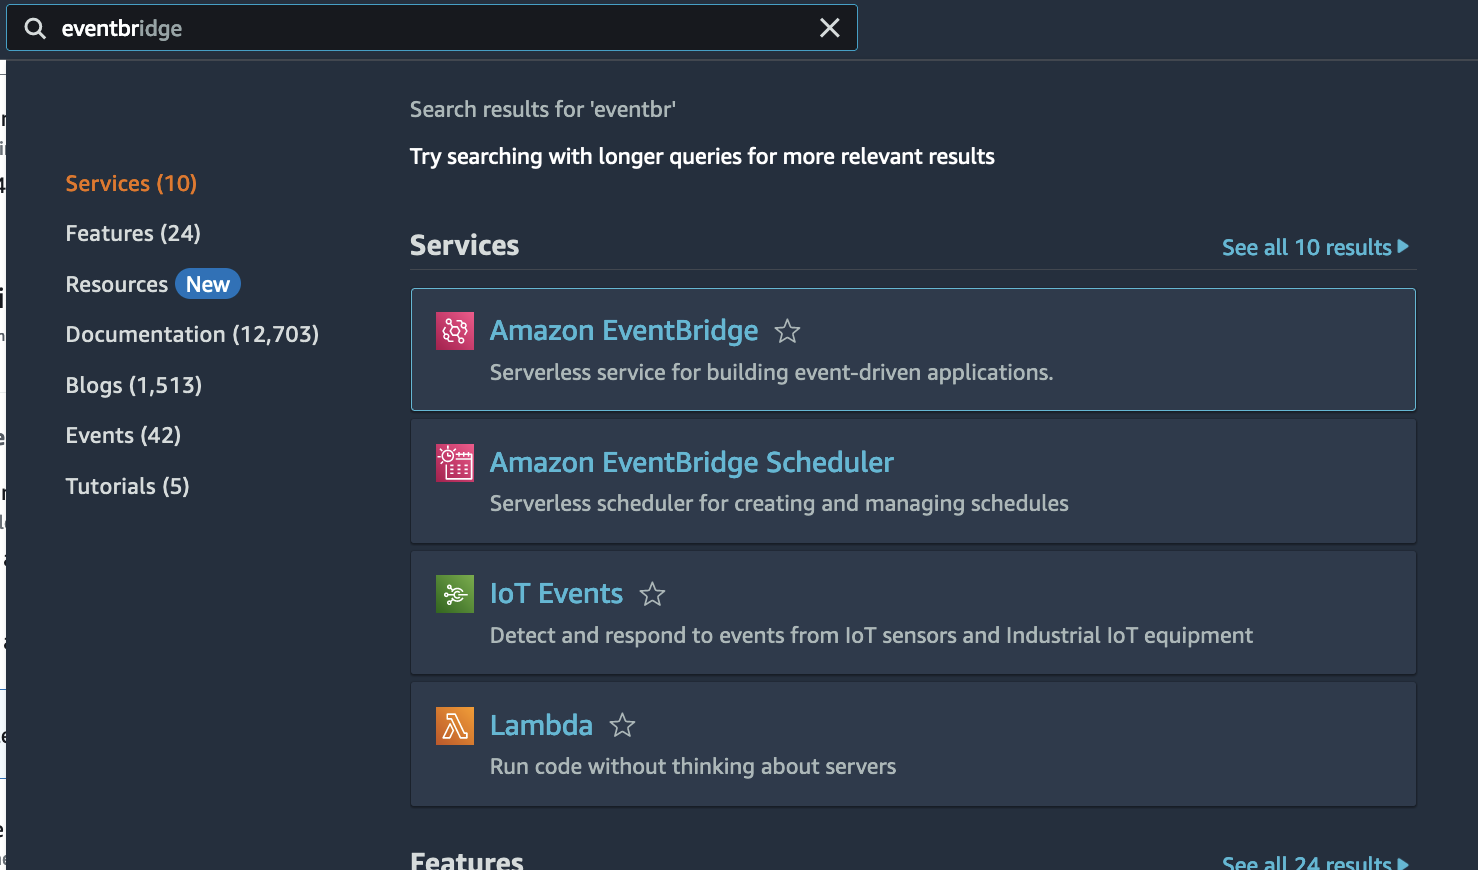 eventbridge
Search results for 'eventbr'
Try searching with longer queries for more relevant results
Services (10)
Features (24)
Resources New
Documentation (12,703)
Blogs (1,513)
Events (42)
Tutorials (5)
Services
See all 10 results
Amazon EventBridge
Serverless service for building event-driven applications.
Amazon EventBridge Scheduler
Serverless scheduler for creating and managing schedules
IoT Events
Detect and respond to events from IoT sensors and Industrial IoT equipment
Lambda
Run code without thinking about servers
Features
See all 24 results